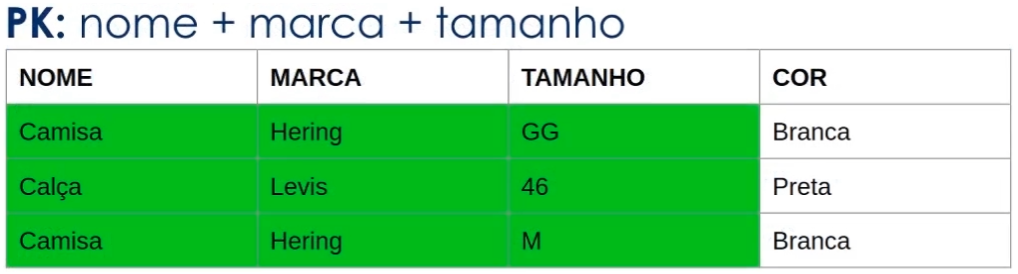 PK: nome + marca + tamanho
NOME MARCA TAMANHO COR
Camisa Hering GG Branca
Calça Levis 46 Preta
Camisa Hering M Branca